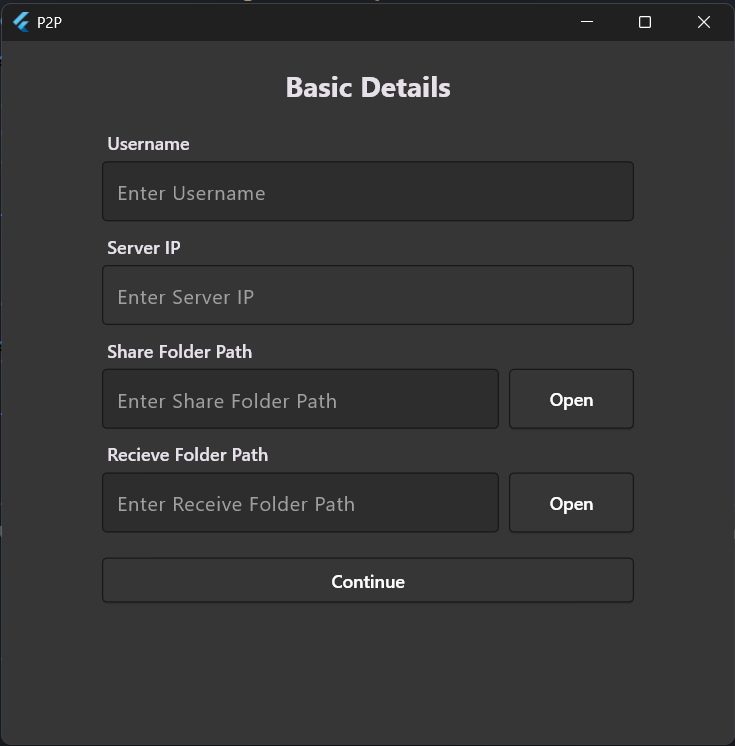 P2P
Basic Details
Username
Enter Username
Server IP
Enter Server IP
Share Folder Path
Enter Share Folder Path
Open
Recieve Folder Path
Enter Receive Folder Path
Open
Continue